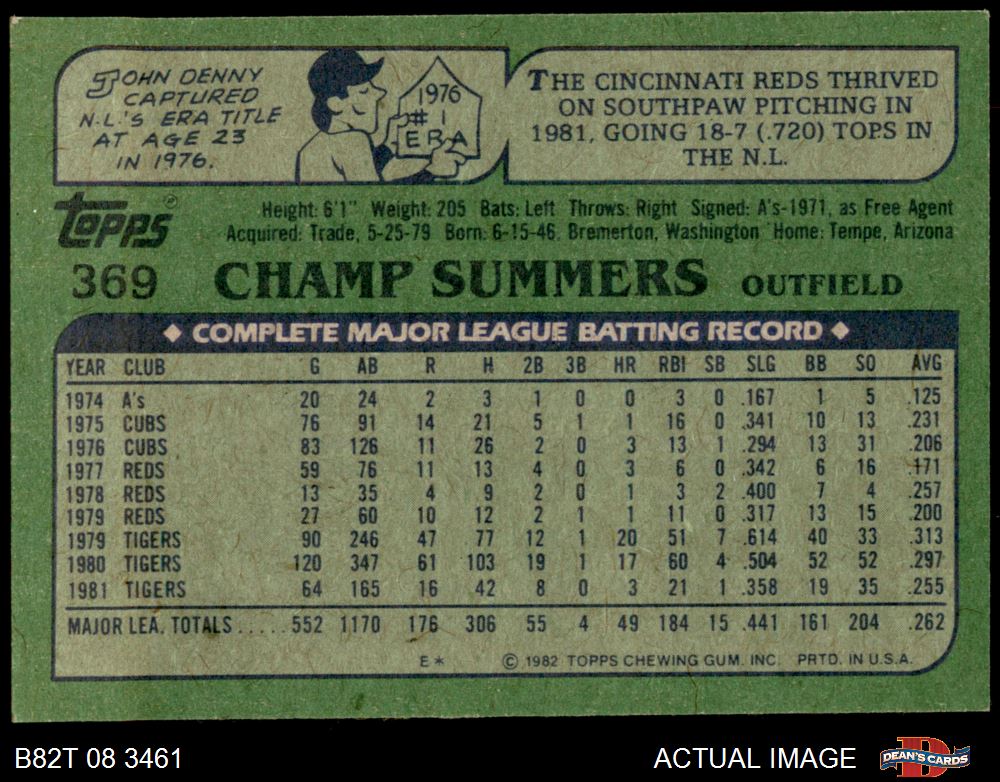 JOHN DENNY
CAPTURED
N.L.'S ERA TITLE
AT AGE 23
IN 1976.
1976
# 1
ERA
THE CINCINNATI REDS THRIVED
ON SOUTHPAW PITCHING IN
1981, GOING 18-7 (.720) TOPS IN
THE N.L.
TOPPS®
Height: 6'1" Weight: 205 Bats: Left Throws: Right Signed: A's-1971, as Free Agent
Acquired: Trade, 5-25-79 Born: 6-15-46, Bremerton, Washington Home: Tempe, Arizona
369 CHAMP SUMMERS OUTFIELD
◆ COMPLETE MAJOR LEAGUE BATTING RECORD ◆
YEAR CLUB G AB R H 2B 3B HR RBI SB SLG BB SO AVG
1974 A's 20 24 2 3 1 0 0 3 0 .167 1 5 .125
1975 CUBS 76 91 14 21 5 1 1 16 0 .341 10 13 .231
1976 CUBS 83 126 11 26 2 0 3 13 1 .294 13 31 .206
1977 REDS 59 76 11 13 4 0 3 6 0 .342 6 16 .171
1978 REDS 13 35 4 9 2 0 1 3 2 .400 7 4 .257
1979 REDS 27 60 10 12 2 1 1 11 0 .317 13 15 .200
1979 TIGERS 90 246 47 77 12 1 20 51 7 .614 40 33 .313
1980 TIGERS 120 347 61 103 19 1 17 60 4 .504 52 52 .297
1981 TIGERS 64 165 16 42 8 0 3 21 1 .358 19 35 .255
MAJOR LEA. TOTALS..... 552 1170 176 306 55 4 49 184 15 .441 161 204 .262
E* © 1982 TOPPS CHEWING GUM. INC. PRTD. IN U.S.A.
B82T 08 3461 ACTUAL IMAGE D DEAN'S CARDS